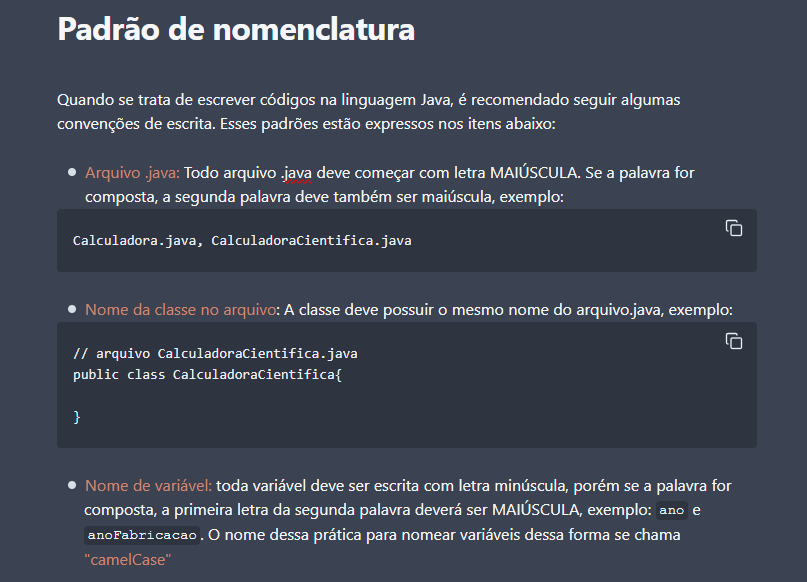 Padrão de nomenclatura
Quando se trata de escrever códigos na linguagem Java, é recomendado seguir algumas
convenções de escrita. Esses padrões estão expressos nos itens abaixo:
Arquivo .java: Todo arquivo .java deve começar com letra MAIÚSCULA. Se a palavra for
composta, a segunda palavra deve também ser maiúscula, exemplo:
Calculadora.java, CalculadoraCientifica.java
Nome da classe no arquivo: A classe deve possuir o mesmo nome do arquivo.java, exemplo:
// arquivo CalculadoraCientifica.java
public class CalculadoraCientifica{
}
Nome de variável: toda variável deve ser escrita com letra minúscula, porém se a palavra for
composta, a primeira letra da segunda palavra deverá ser MAIÚSCULA, exemplo: ano e
anoFabricacao. O nome dessa prática para nomear variáveis dessa forma se chama
"camelCase"